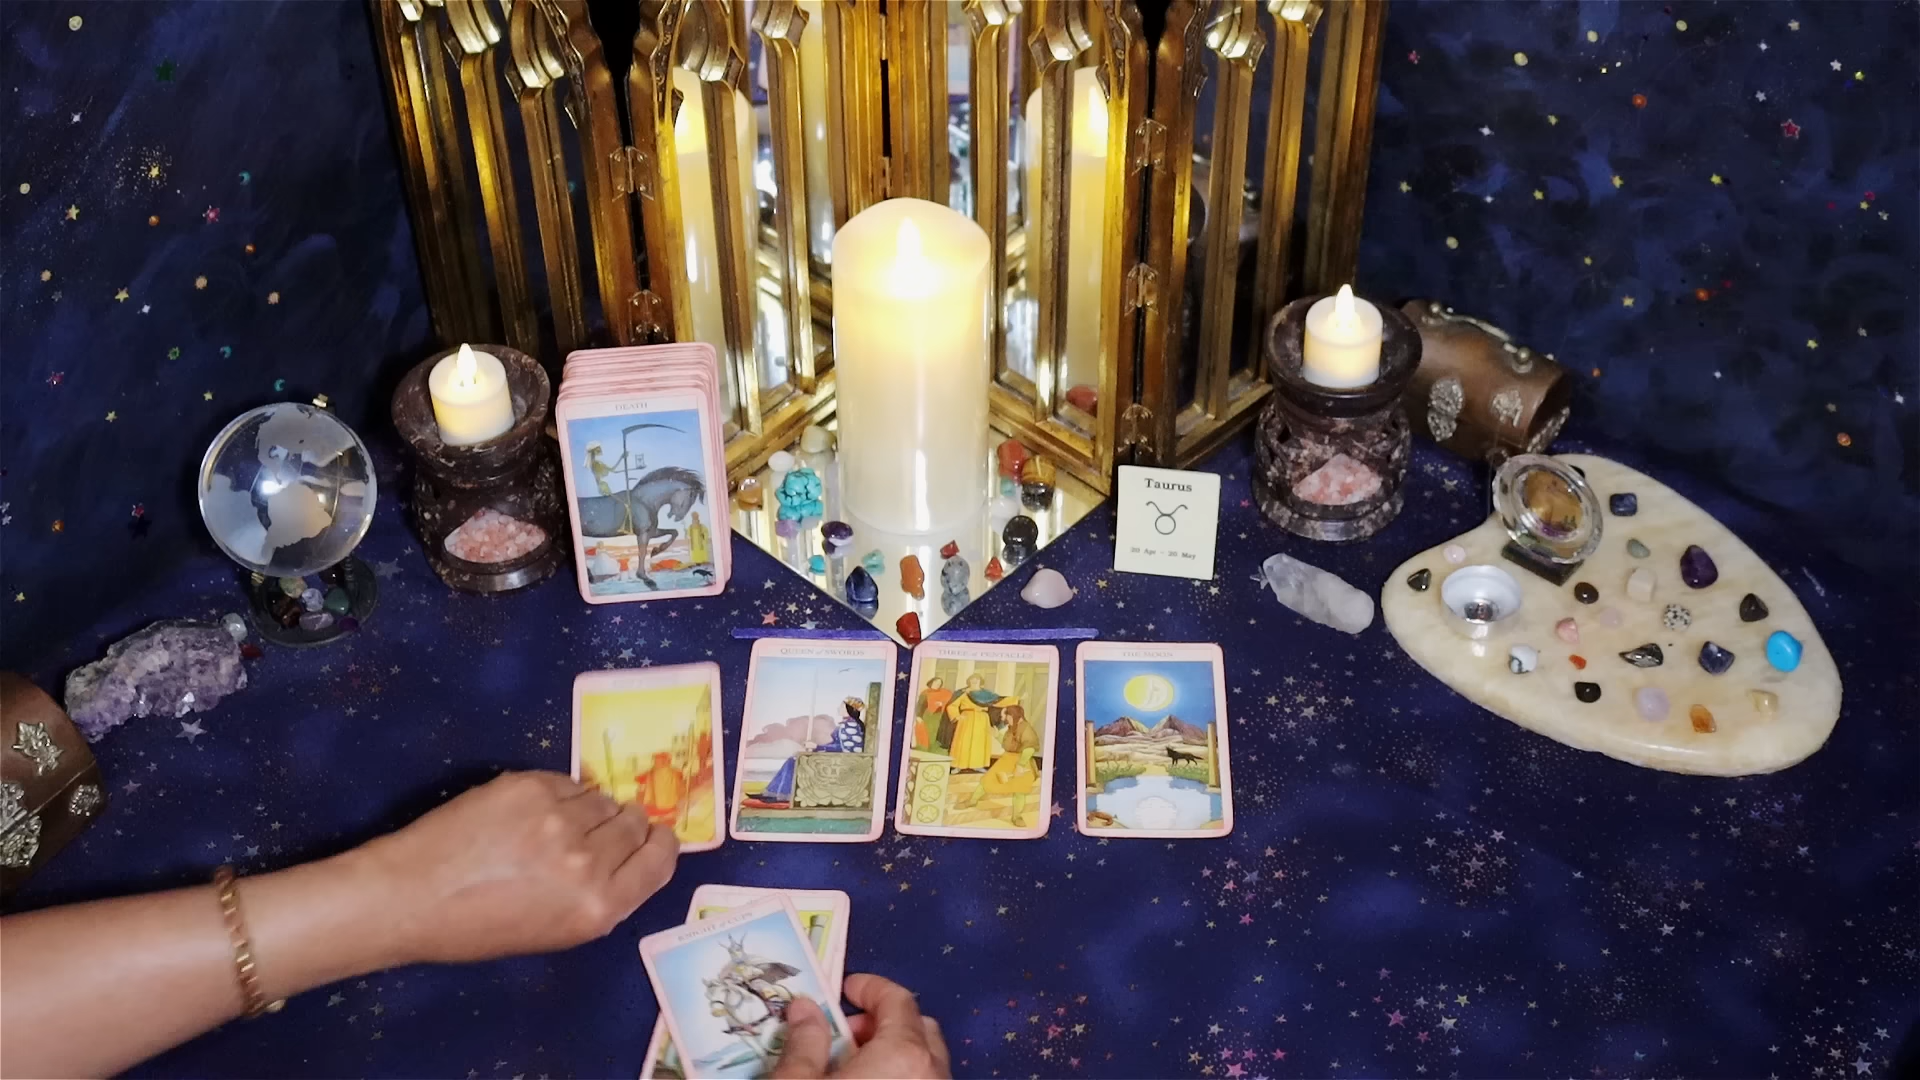 DEATH
Taurus
20 Apr - 20 May
QUEEN of SWORDS
THREE of PENTACLES
THE MOON
KNIGHT of CUPS